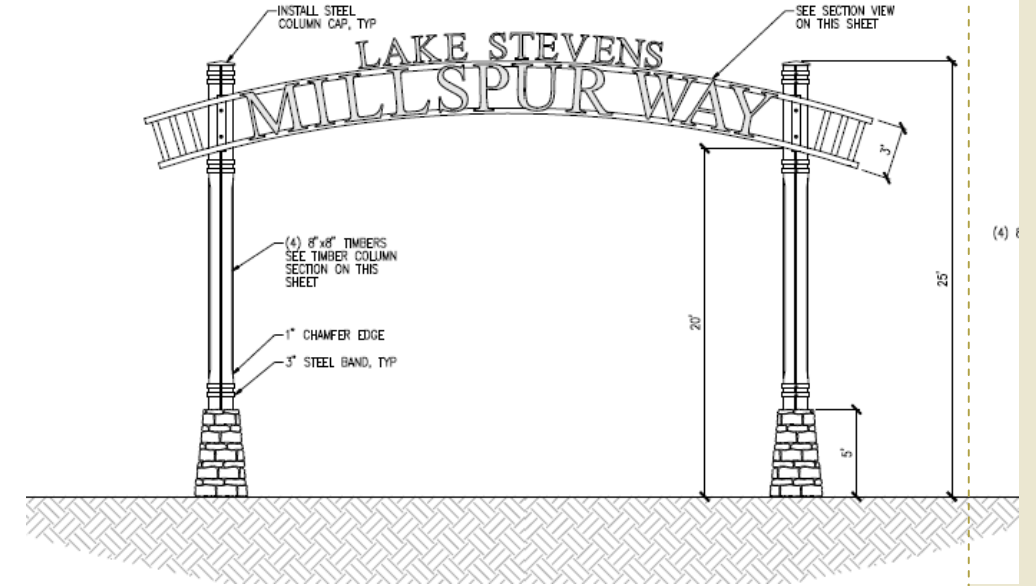 INSTALL STEEL
COLUMN CAP, TYP
SEE SECTION VIEW
ON THIS SHEET
LAKE STEVENS
MILLSPUR WAY
3'
(4) 8"x8" TIMBERS
SEE TIMBER COLUMN
SECTION ON THIS
SHEET
(4) 8
25'
20'
1" CHAMFER EDGE
3" STEEL BAND, TYP
5'